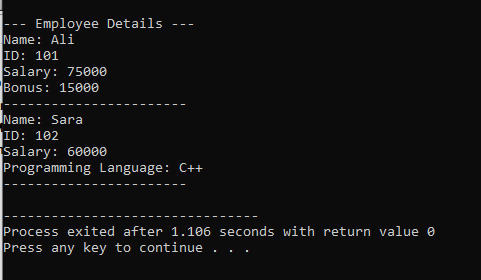 --- Employee Details ---
Name: Ali
ID: 101
Salary: 75000
Bonus: 15000
-----------------------
Name: Sara
ID: 102
Salary: 60000
Programming Language: C++
-----------------------
--------------------------------
Process exited after 1.106 seconds with return value 0
Press any key to continue . . .